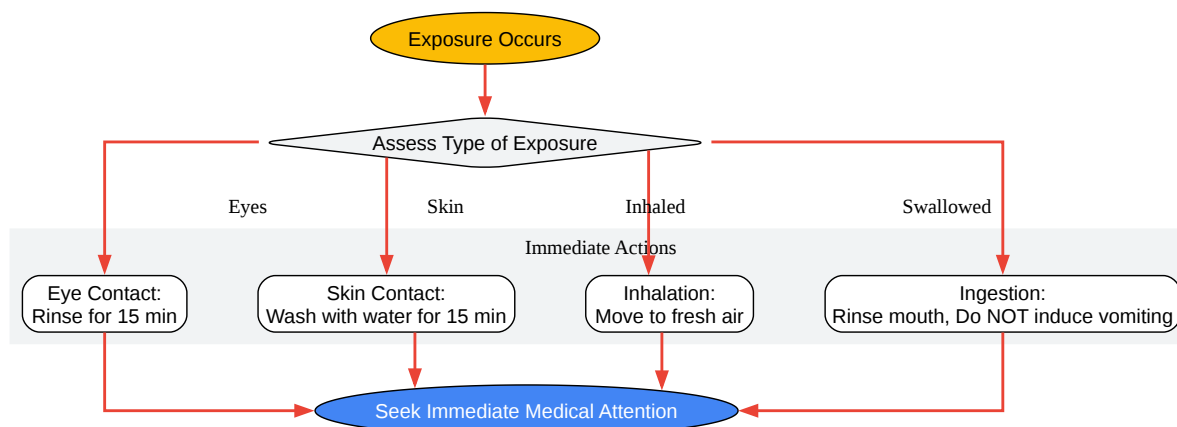 Exposure Occurs
Assess Type of Exposure
Eyes
Skin
Inhaled
Swallowed
Immediate Actions
Eye Contact:
Rinse for 15 min
Skin Contact:
Wash with water for 15 min
Inhalation:
Move to fresh air
Ingestion:
Rinse mouth, Do NOT induce vomiting
Seek Immediate Medical Attention